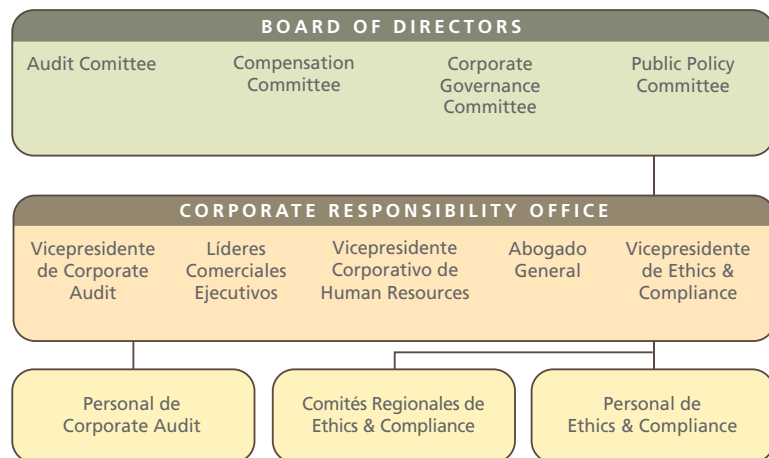 BOARD OF DIRECTORS
Audit Comittee
Compensation
Committee
Corporate
Governance
Committee
Public Policy
Committee
CORPORATE RESPONSIBILITY OFFICE
Vicepresidente
de Corporate
Audit
Líderes
Comerciales
Ejecutivos
Vicepresidente
Corporativo de
Human Resources
Abogado
General
Vicepresidente
de Ethics &
Compliance
Personal de
Corporate Audit
Comités Regionales de
Ethics & Compliance
Personal de
Ethics & Compliance